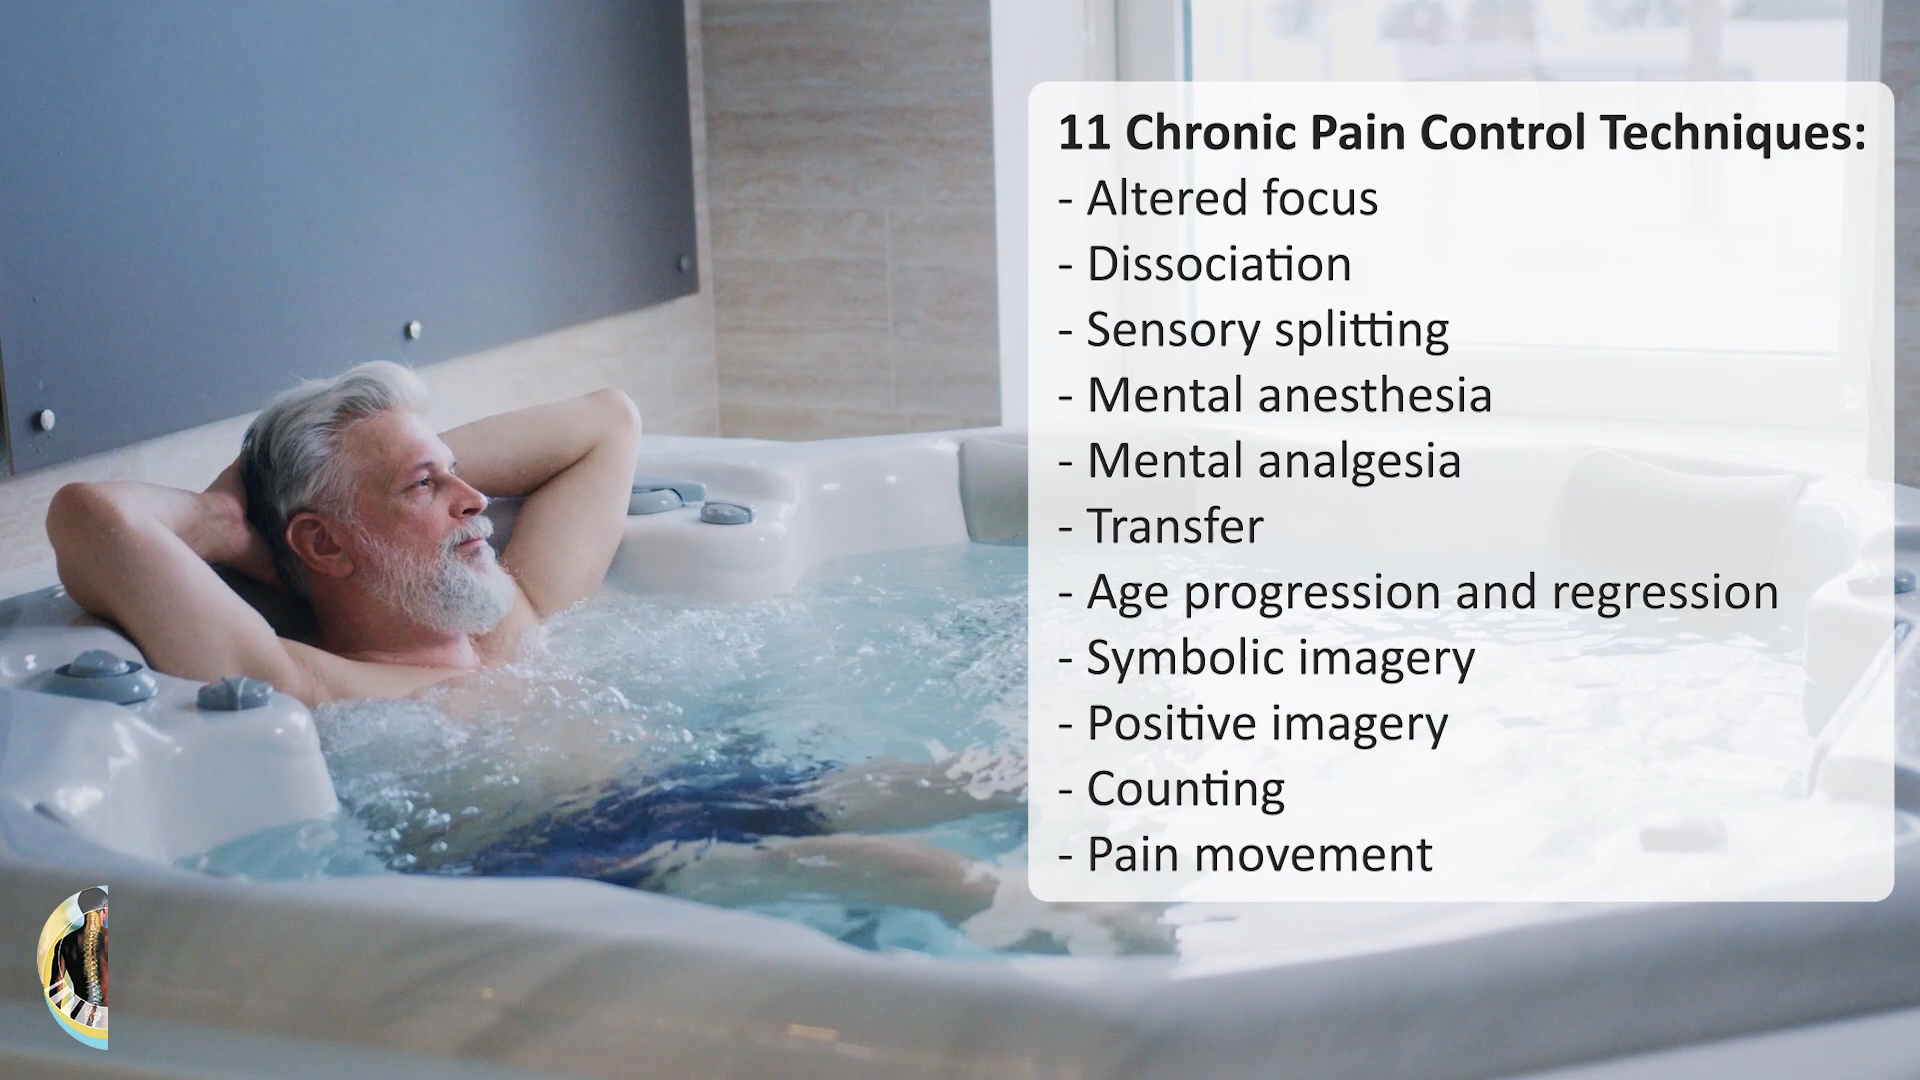 11 Chronic Pain Control Techniques:
- Altered focus
- Dissociation
- Sensory splitting
- Mental anesthesia
- Mental analgesia
- Transfer
- Age progression and regression
- Symbolic imagery
- Positive imagery
- Counting
- Pain movement